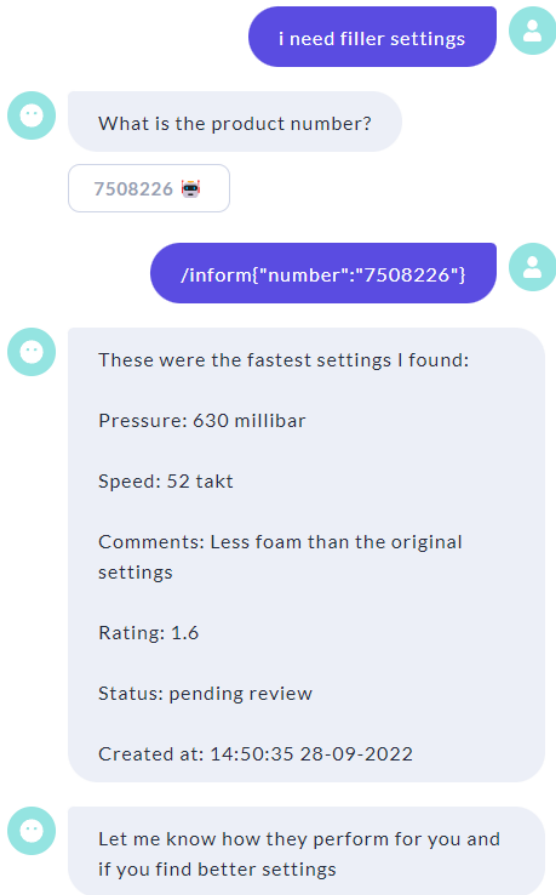 i need filler settings
What is the product number?
7508226
/inform{"number":"7508226"}
These were the fastest settings I found:
Pressure: 630 millibar
Speed: 52 takt
Comments: Less foam than the original
settings
Rating: 1.6
Status: pending review
Created at: 14:50:35 28-09-2022
Let me know how they perform for you and
if you find better settings